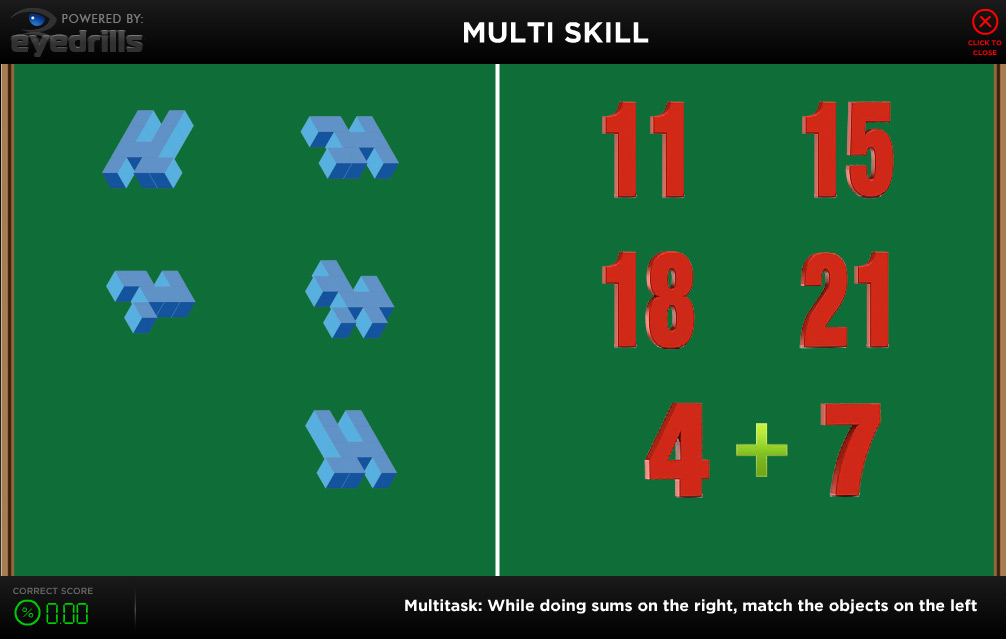 POWERED BY:
eyedrills
MULTI SKILL
CLICK TO
CLOSE
11 15
18 21
4 + 7
CORRECT SCORE
% 0.00
Multitask: While doing sums on the right, match the objects on the left